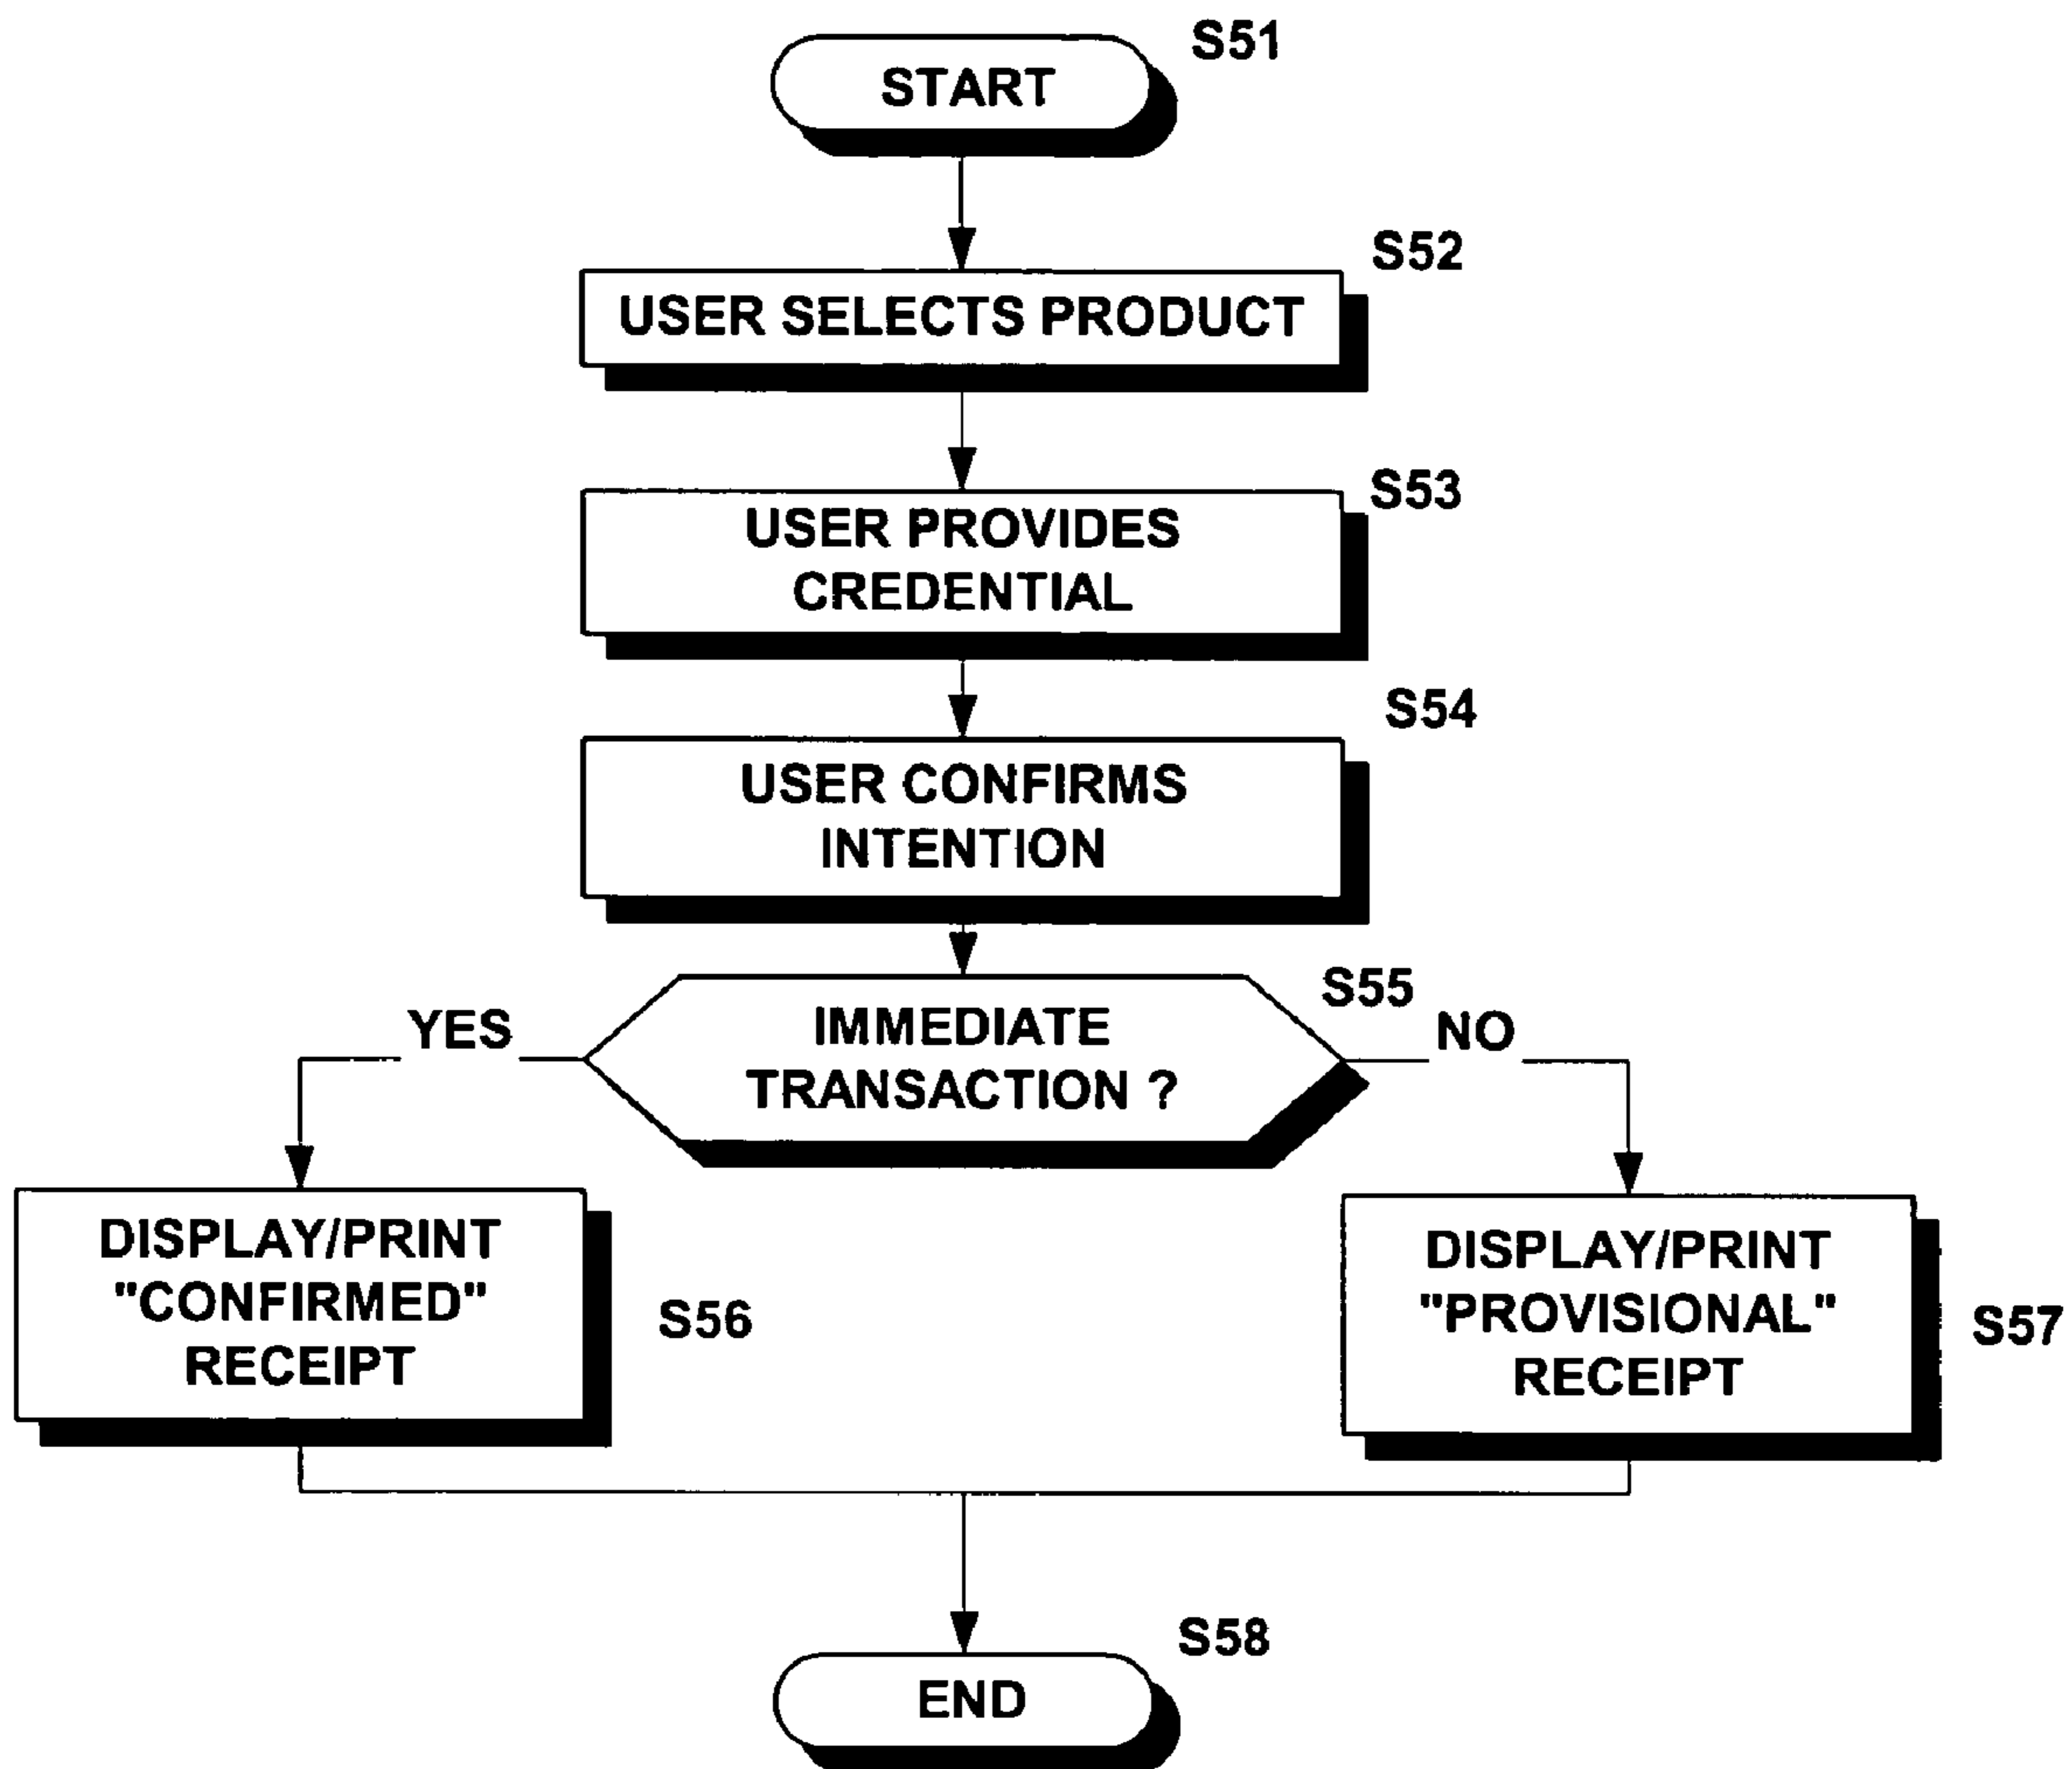 S51
START
S52
USER SELECTS PRODUCT
S53
USER PROVIDES
CREDENTIAL
S54
USER CONFIRMS
INTENTION
S55
YES
IMMEDIATE
TRANSACTION ?
NO
DISPLAY/PRINT
"CONFIRMED"
RECEIPT
S56
DISPLAY/PRINT
"PROVISIONAL"
RECEIPT
S57
S58
END